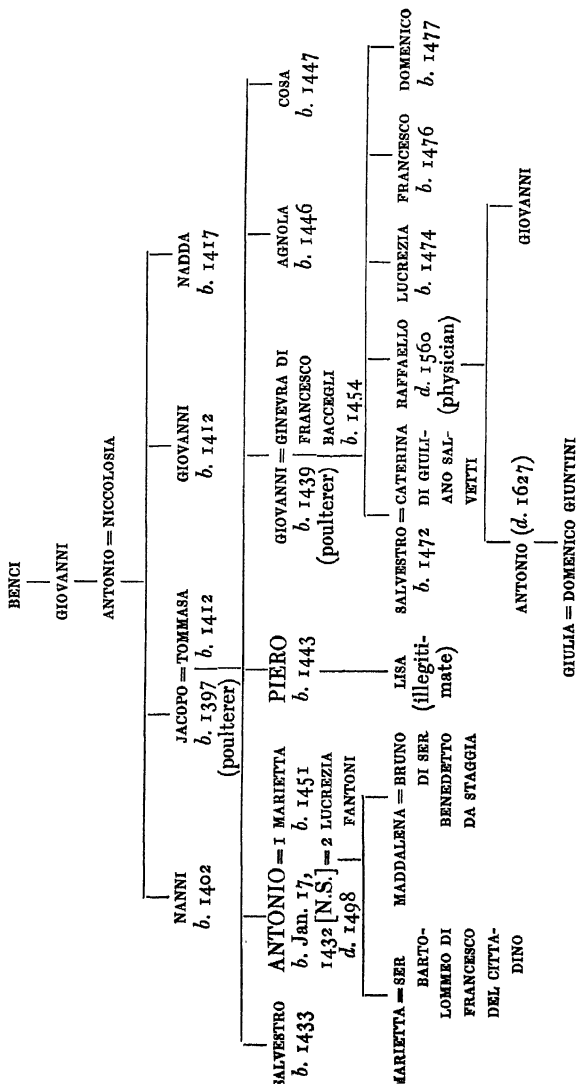 BENCI
GIOVANNI
ANTONIO = NICCOLOSIA
NANNI
b. 1402
JACOPO = TOMMASA
b. 1397 b. 1412
(poulterer)
GIOVANNI
b. 1412
NADDA
b. 1417
SALVESTRO
b. 1433
ANTONIO = 1 MARIETTA
b. Jan. 17, b. 1451
1432 [N.S.] = 2 LUCREZIA
d. 1498 FANTONI
PIERO
b. 1443
GIOVANNI = GINEVRA DI
b. 1439 FRANCESCO
(poulterer) BACCEGLI
b. 1454
AGNOLA
b. 1446
COSA
b. 1447
MARIETTA = SER
BARTO-
LOMMEO DI
FRANCESCO
DEL CITTA-
DINO
MADDALENA = BRUNO
DI SER
BENEDETTO
DA STAGGIA
LISA
(illegiti-
mate)
SALVESTRO = CATERINA
b. 1472 DI GIULI-
ANO SAL-
VETTI
RAFFAELLO
d. 1560
(physician)
LUCREZIA
b. 1474
FRANCESCO
b. 1476
DOMENICO
b. 1477
ANTONIO (d. 1627)
GIOVANNI
GIULIA = DOMENICO GIUNTINI